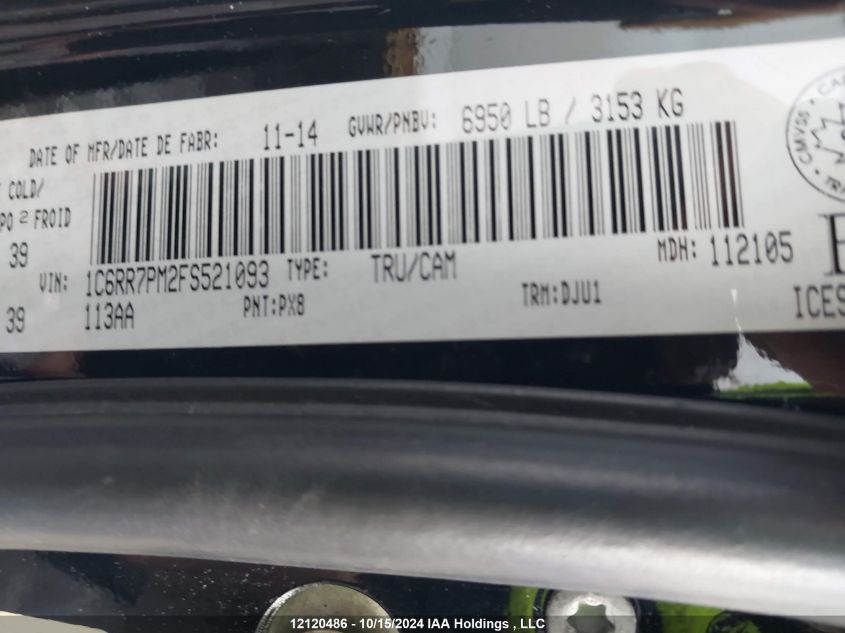 DATE OF MFR/DATE DE FABR: 11-14 GVWR/PNBV: 6950 LB / 3153 KG
COLD/
PO 2 FROID
39
VIN: 1C6RR7PM2FS521093 TYPE: TRU/CAM MDH: 112105
39 113AA PNT:PX8 TRM:DJU1 ICES
CMVSS
12120486 - 10/15/2024 IAA Holdings , LLC